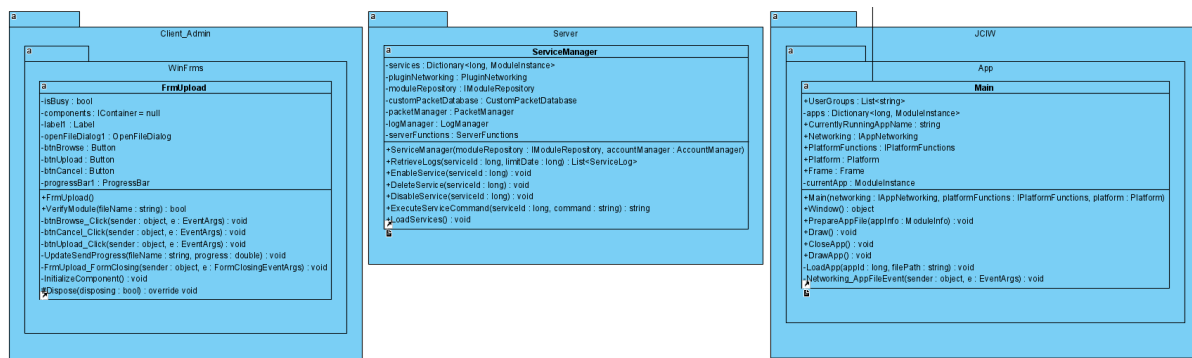 a
Client_Admin
a
WinFrms
a
FrmUpload
-isBusy : bool
-components : IContainer = null
-label1 : Label
-openFileDialog1 : OpenFileDialog
-btnBrowse : Button
-btnUpload : Button
-btnCancel : Button
-progressBar1 : ProgressBar
+FrmUpload()
+VerifyModule(fileName : string) : bool
-btnBrowse_Click(sender : object, e : EventArgs) : void
-btnCancel_Click(sender : object, e : EventArgs) : void
-btnUpload_Click(sender : object, e : EventArgs) : void
-UpdateSendProgress(fileName : string, progress : double) : void
-FrmUpload_FormClosing(sender : object, e : FormClosingEventArgs) : void
-InitializeComponent() : void
#Dispose(disposing : bool) : override void
a
Server
a
ServiceManager
-services : Dictionary<long, ModuleInstance>
-pluginNetworking : PluginNetworking
-moduleRepository : IModuleRepository
-customPacketDatabase : CustomPacketDatabase
-packetManager : PacketManager
-logManager : LogManager
-serverFunctions : ServerFunctions
+ServiceManager(moduleRepository : IModuleRepository, accountManager : AccountManager)
+RetrieveLogs(serviceId : long, limitDate : long) : List<ServiceLog>
+EnableService(serviceId : long) : void
+DeleteService(serviceId : long) : void
+DisableService(serviceId : long) : void
+ExecuteServiceCommand(serviceId : long, command : string) : string
+LoadServices() : void
a
JCIW
a
App
a
Main
+UserGroups : List<string>
-apps : Dictionary<long, ModuleInstance>
+CurrentlyRunningAppName : string
+Networking : IAppNetworking
+PlatformFunctions : IPlatformFunctions
+Platform : Platform
+Frame : Frame
-currentApp : ModuleInstance
+Main(networking : IAppNetworking, platformFunctions : IPlatformFunctions, platform : Platform)
+Window() : object
+PrepareAppFile(appInfo : ModuleInfo) : void
+Draw() : void
+CloseApp() : void
+DrawApp() : void
-LoadApp(appId : long, filePath : string) : void
-Networking_AppFileEvent(sender : object, e : EventArgs) : void